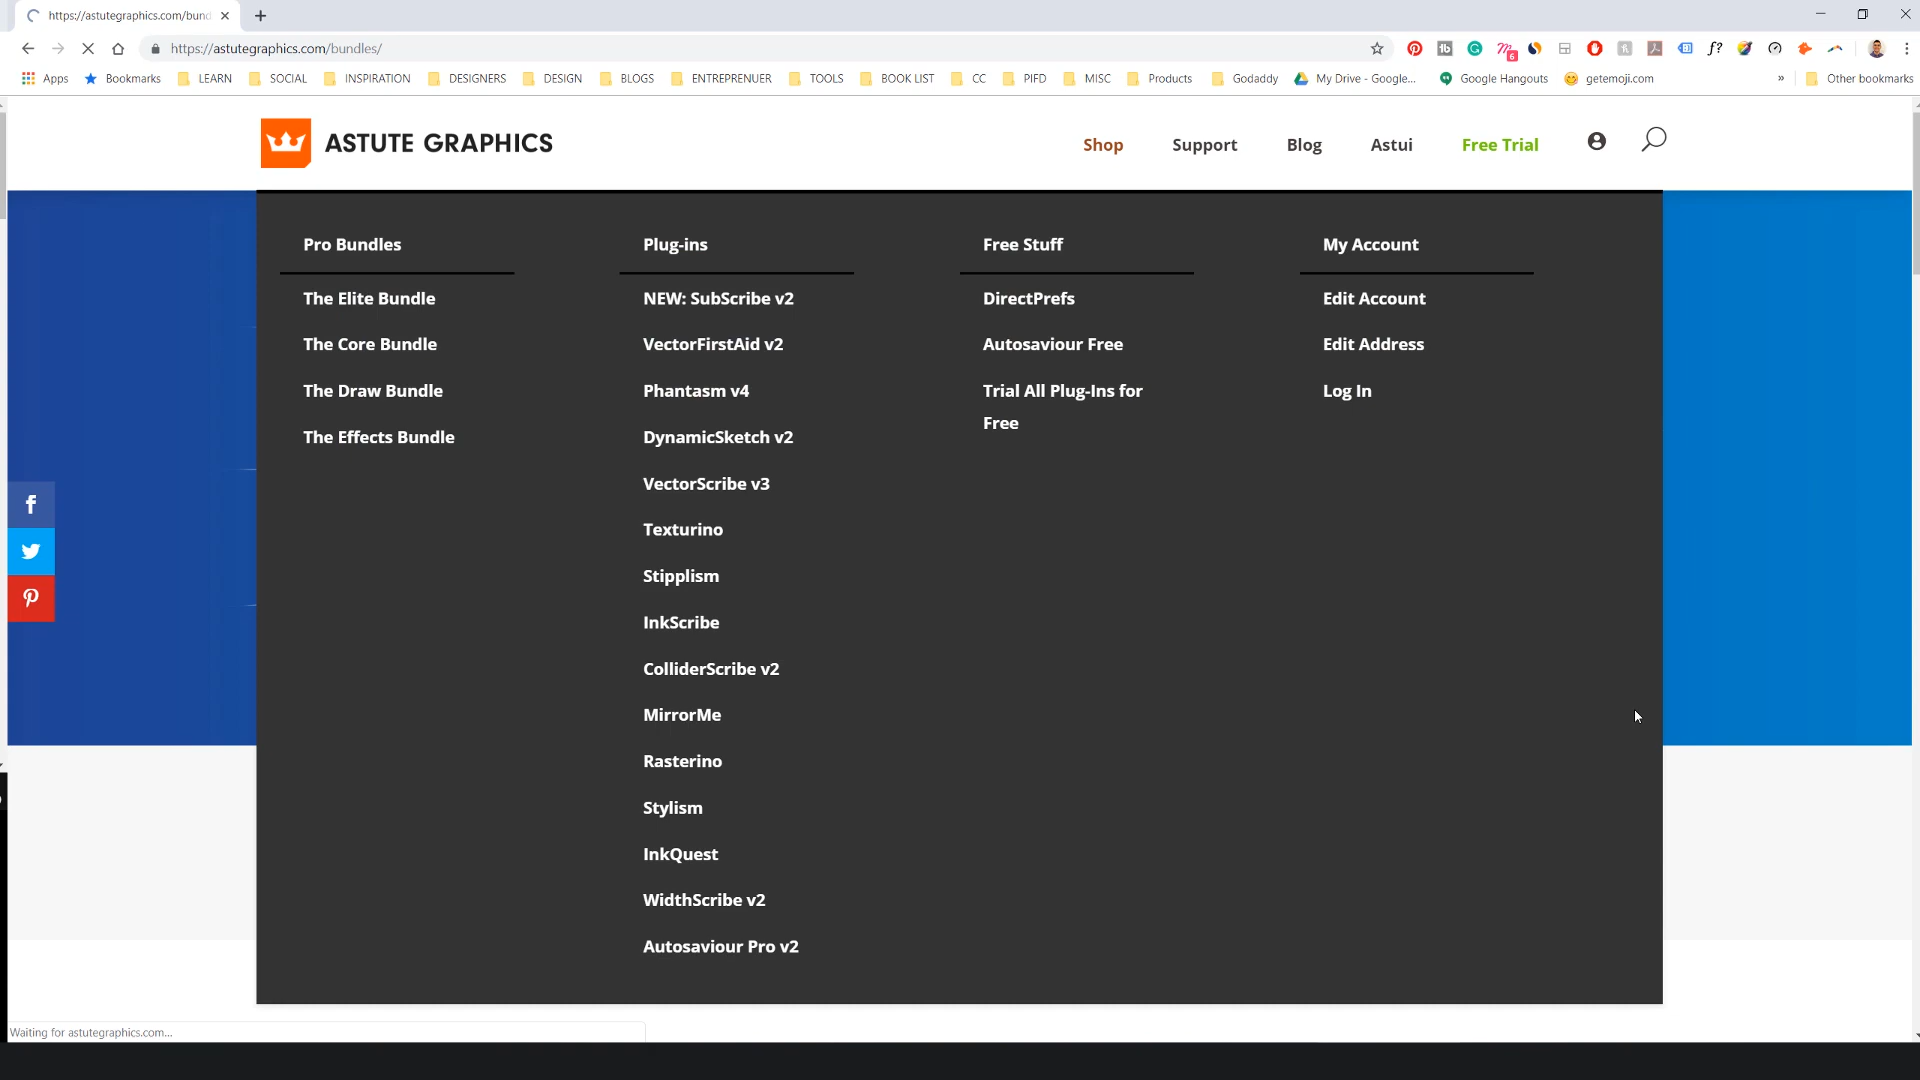 https://astutegraphics.com/bund
https://astutegraphics.com/bundles/
6
f?
Apps
Bookmarks
LEARN
SOCIAL
INSPIRATION
DESIGNERS
DESIGN
BLOGS
ENTREPRENUER
TOOLS
BOOK LIST
CC
PIFD
MISC
Products
Godaddy
My Drive - Google...
Google Hangouts
getemoji.com
»
Other bookmarks
ASTUTE GRAPHICS
Shop
Support
Blog
Astui
Free Trial
Pro Bundles
The Elite Bundle
The Core Bundle
The Draw Bundle
The Effects Bundle
Plug-ins
NEW: SubScribe v2
VectorFirstAid v2
Phantasm v4
DynamicSketch v2
VectorScribe v3
Texturino
Stipplism
InkScribe
ColliderScribe v2
MirrorMe
Rasterino
Stylism
InkQuest
WidthScribe v2
Autosaviour Pro v2
Free Stuff
DirectPrefs
Autosaviour Free
Trial All Plug-Ins for
Free
My Account
Edit Account
Edit Address
Log In
Waiting for astutegraphics.com...